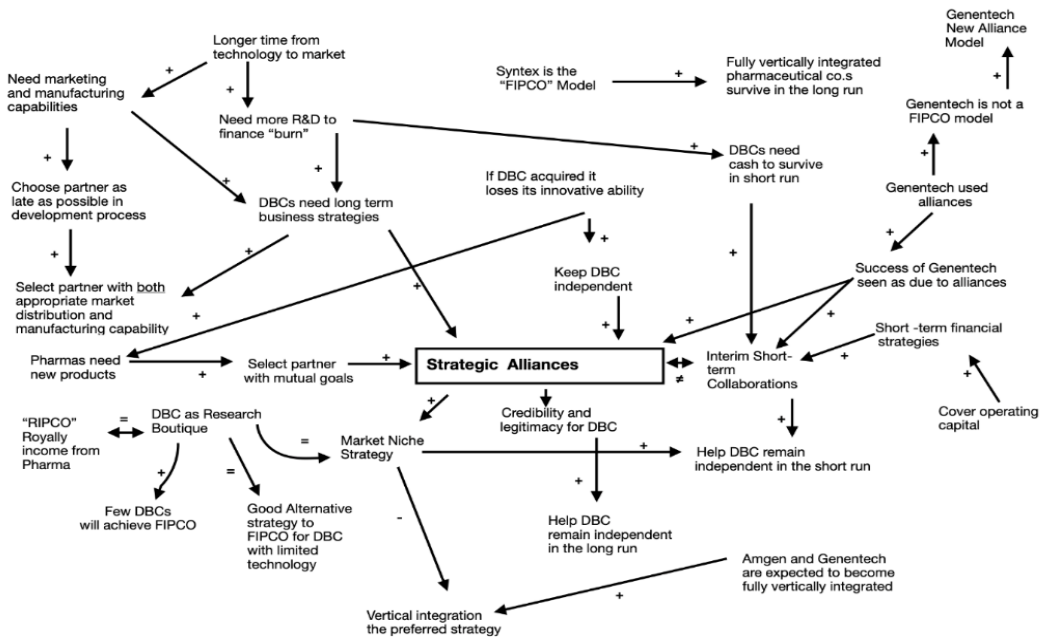 Genentech
New Alliance
Model
Longer time from
technology to market
+
+
Need marketing
and manufacturing
capabilities
Syntex is the
"FIPCO" Model
+
Fully vertically integrated
pharmaceutical co.s
survive in the long run
+
Genentech is not a
FIPCO model
Need more R&D to
finance "burn"
+
DBCs need
cash to survive
in short run
+
+
+
+
Choose partner as
late as possible in
development process
DBCs need long term
business strategies
If DBC acquired it
loses its innovative ability
Genentech used
alliances
+
+
+
+
+
Select partner with both
appropriate market
distribution and
manufacturing capability
+
+
Keep DBC
independent
Success of Genentech
seen as due to alliances
+
+
+
Short -term financial
strategies
Pharmas need
new products
+
Select partner
with mutual goals
+
Strategic Alliances
≠
Interim Short-
term
Collaborations
+
+
Cover operating
capital
"RIPCO"
Royally
income from
Pharma
=
DBC as Research
Boutique
=
+
Market Niche
Strategy
Credibility and
legitimacy for DBC
+
+
Help DBC remain
independent in the short run
+
=
Few DBCs
will achieve FIPCO
Good Alternative
strategy to
FIPCO for DBC
with limited
technology
-
+
Help DBC
remain independent
in the long run
Amgen and Genentech
are expected to become
fully vertically integrated
+
Vertical integration
the preferred strategy